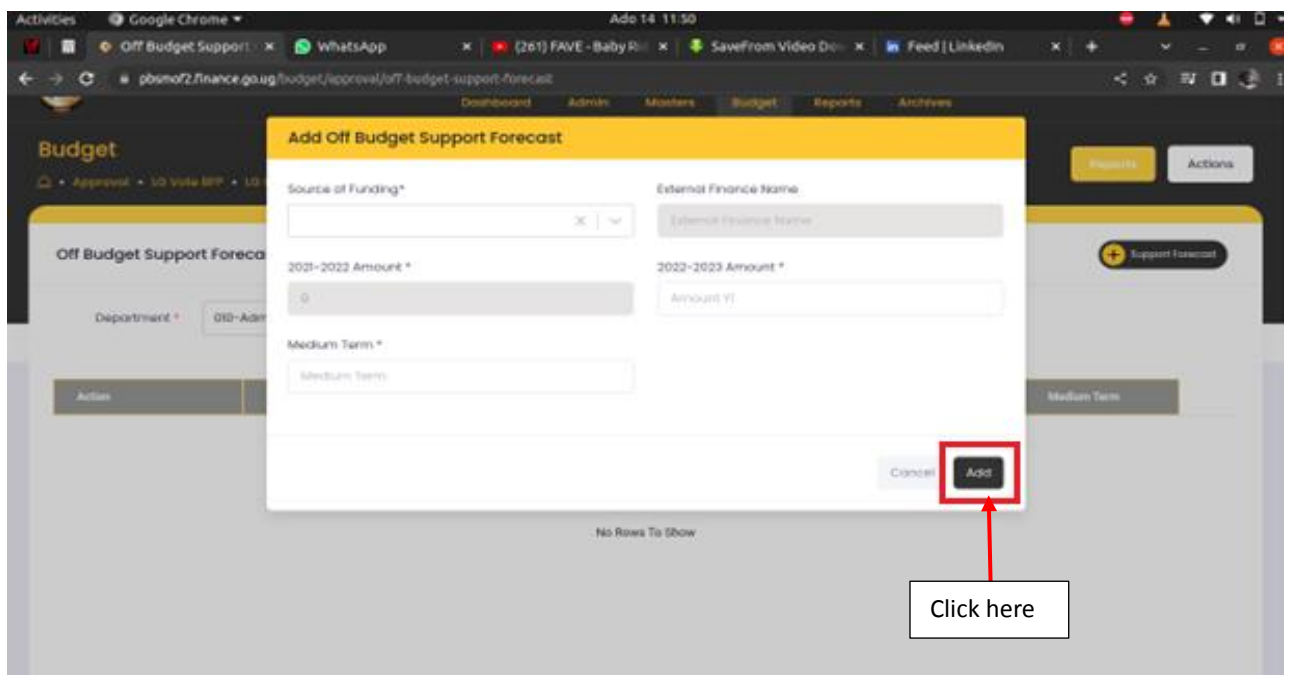 Activities Google Chrome Ado 14 11:50
Off Budget Support WhatsApp (261) FAVE - Baby SaveFrom Video Do Feed | LinkedIn
pbsmof2.finance.go.ug/budget/approval/off-budget-support-forecast
Dashboard Admin Masters Budget Reports Archives
Add Off Budget Support Forecast
Budget
Reports Actions
Approval • LG Vote BFP • LG
Source of Funding* External Finance Name
External Finance Name
Off Budget Support Foreca
Support Forecast
2021-2022 Amount * 2022-2023 Amount *
0 Amount Y1
Department * 010-Adm
Medium Term *
Medium Term
Action Medium Term
Cancel Add
No Rows To Show
Click here